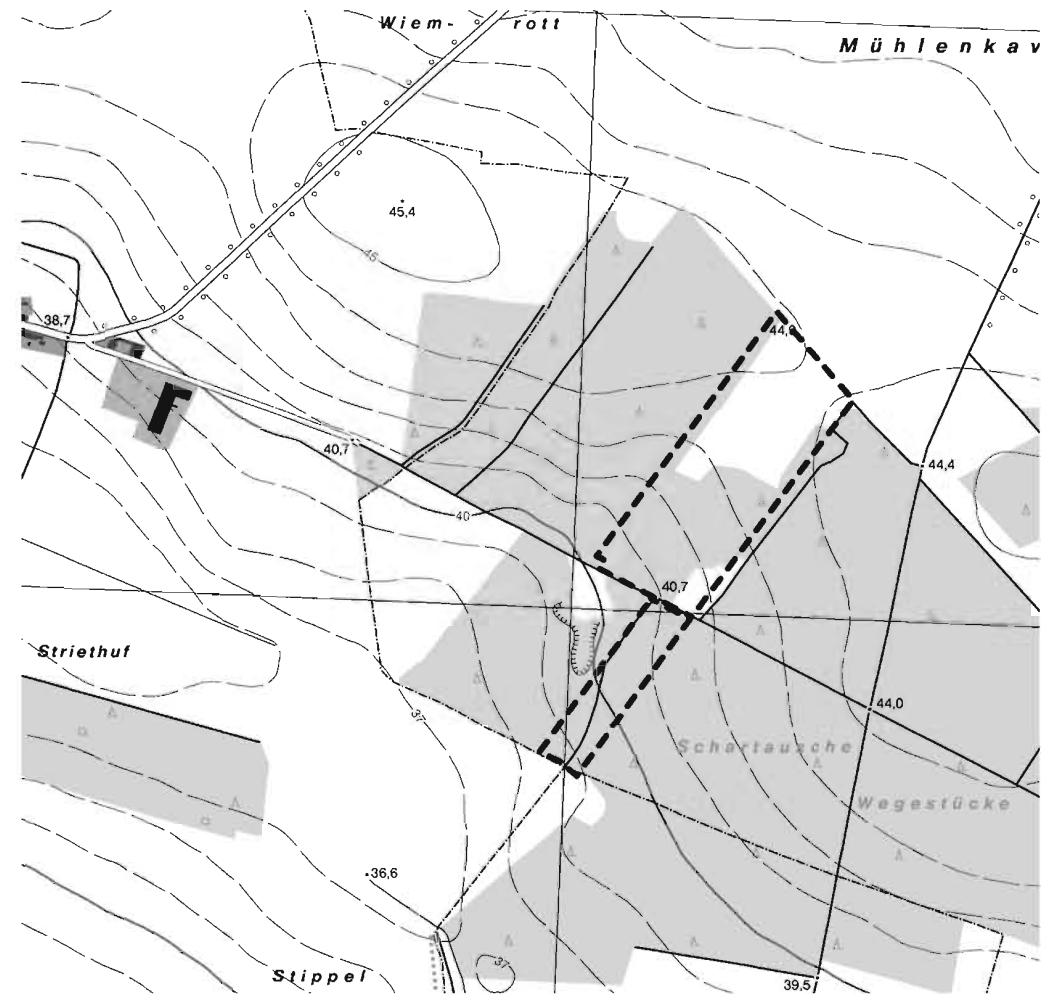 Wiem- rott
Mühlenkav
45,4
45
38,7
44,
40,7
44,4
40
40,7
Striethuf
37
44,0
Schartausche
Wegestücke
36,6
37
Stippel
39,5